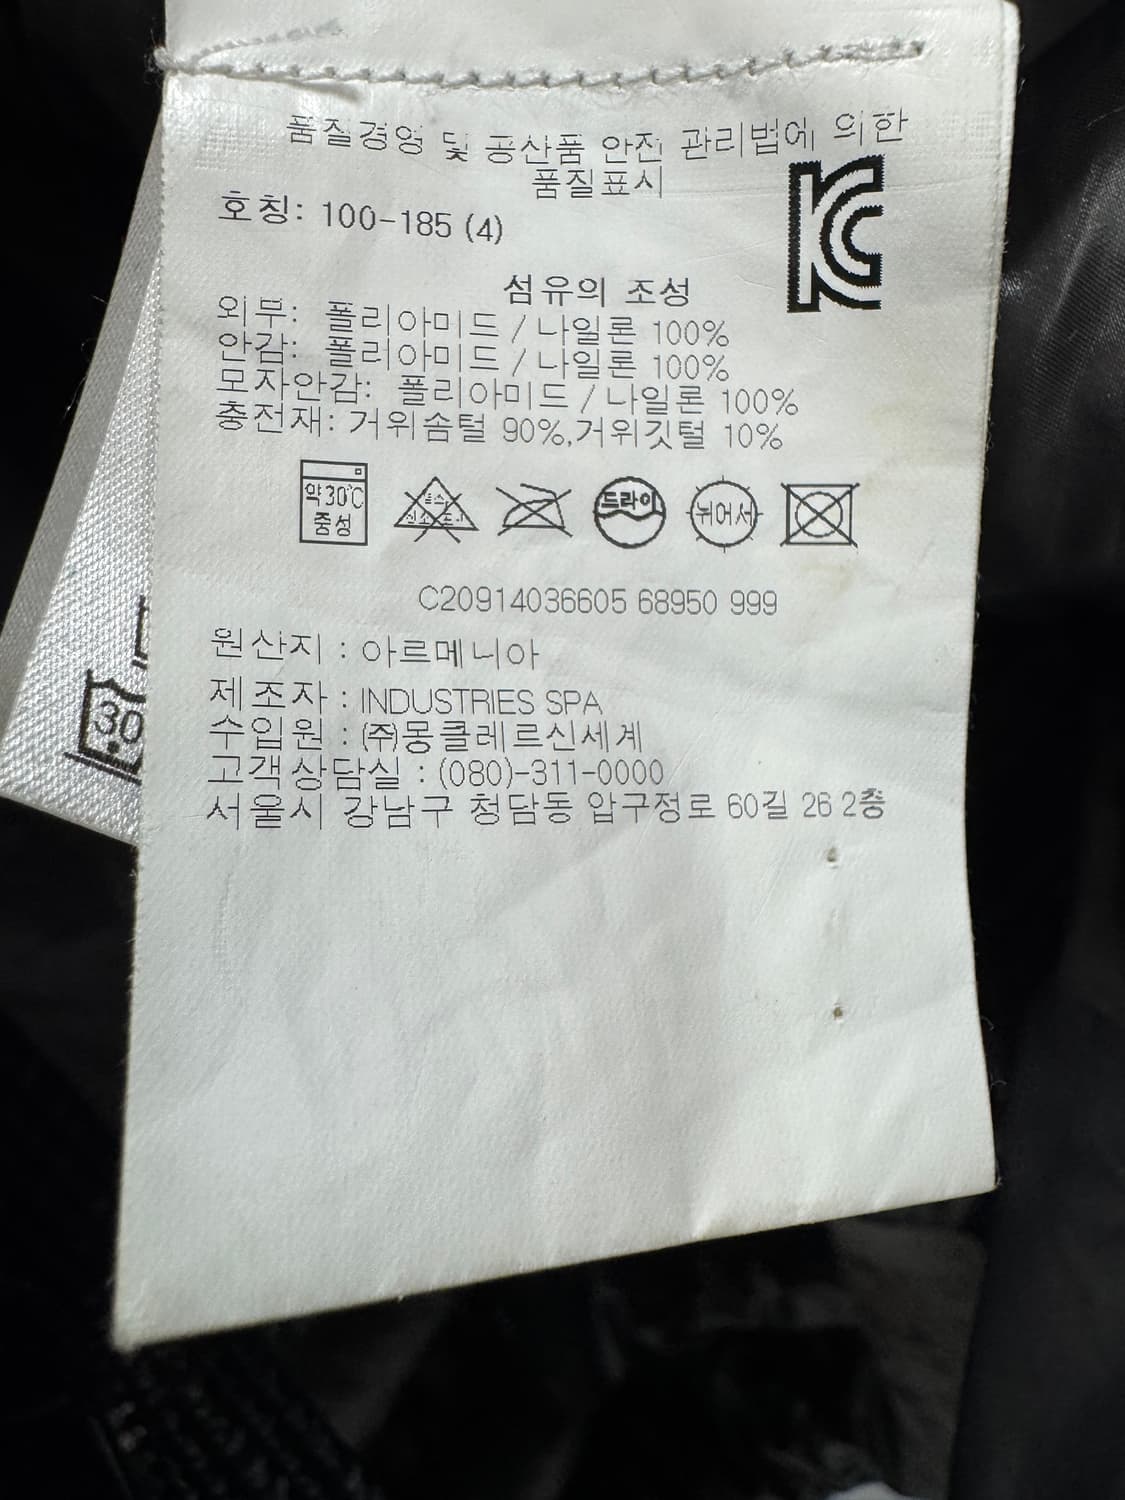 품질경영 및 공산품 안전 관리법에 의한
품질표시
KC
호칭: 100-185 (4)
섬유의 조성
외부: 폴리아미드 / 나일론 100%
안감: 폴리아미드 / 나일론 100%
모자안감: 폴리아미드 / 나일론 100%
충전재: 거위솜털 90%,거위깃털 10%
약30℃
중성
드라이
뉘어서
C20914036605 68950 999
원산지 : 아르메니아
제조자 : INDUSTRIES SPA
수입원 : ㈜몽클레르신세계
고객상담실 : (080)-311-0000
서울시 강남구 청담동 압구정로 60길 26 2층
30